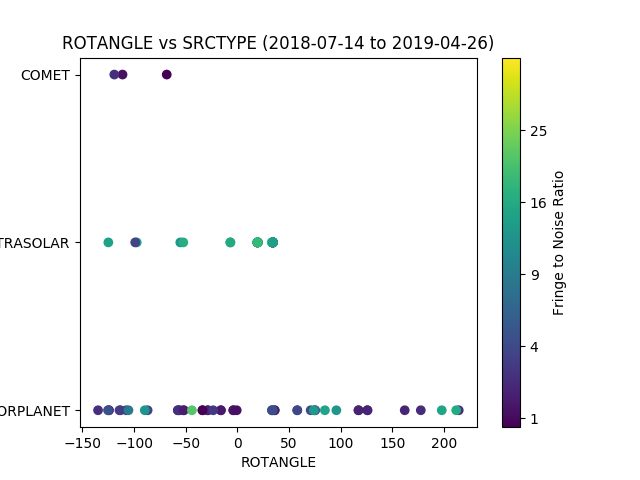 ROTANGLE vs SRCTYPE (2018-07-14 to 2019-04-26)
COMET
TRASOLAR
ORPLANET
−150 −100 −50 0 50 100 150 200
ROTANGLE
25
16
9
4
1
Fringe to Noise Ratio